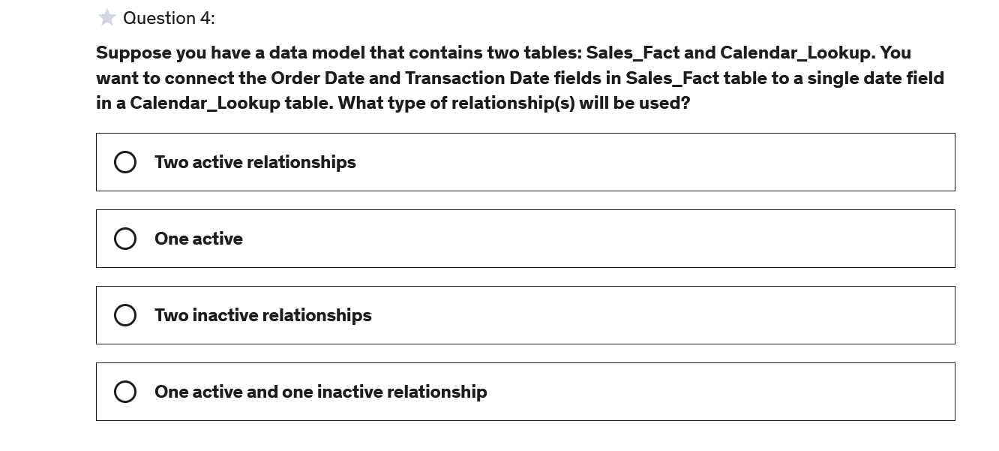 Question 4:
Suppose you have a data model that contains two tables: Sales_Fact and Calendar_Lookup. You
want to connect the Order Date and Transaction Date fields in Sales_Fact table to a single date field
in a Calendar_Lookup table. What type of relationship(s) will be used?
Two active relationships
One active
Two inactive relationships
One active and one inactive relationship